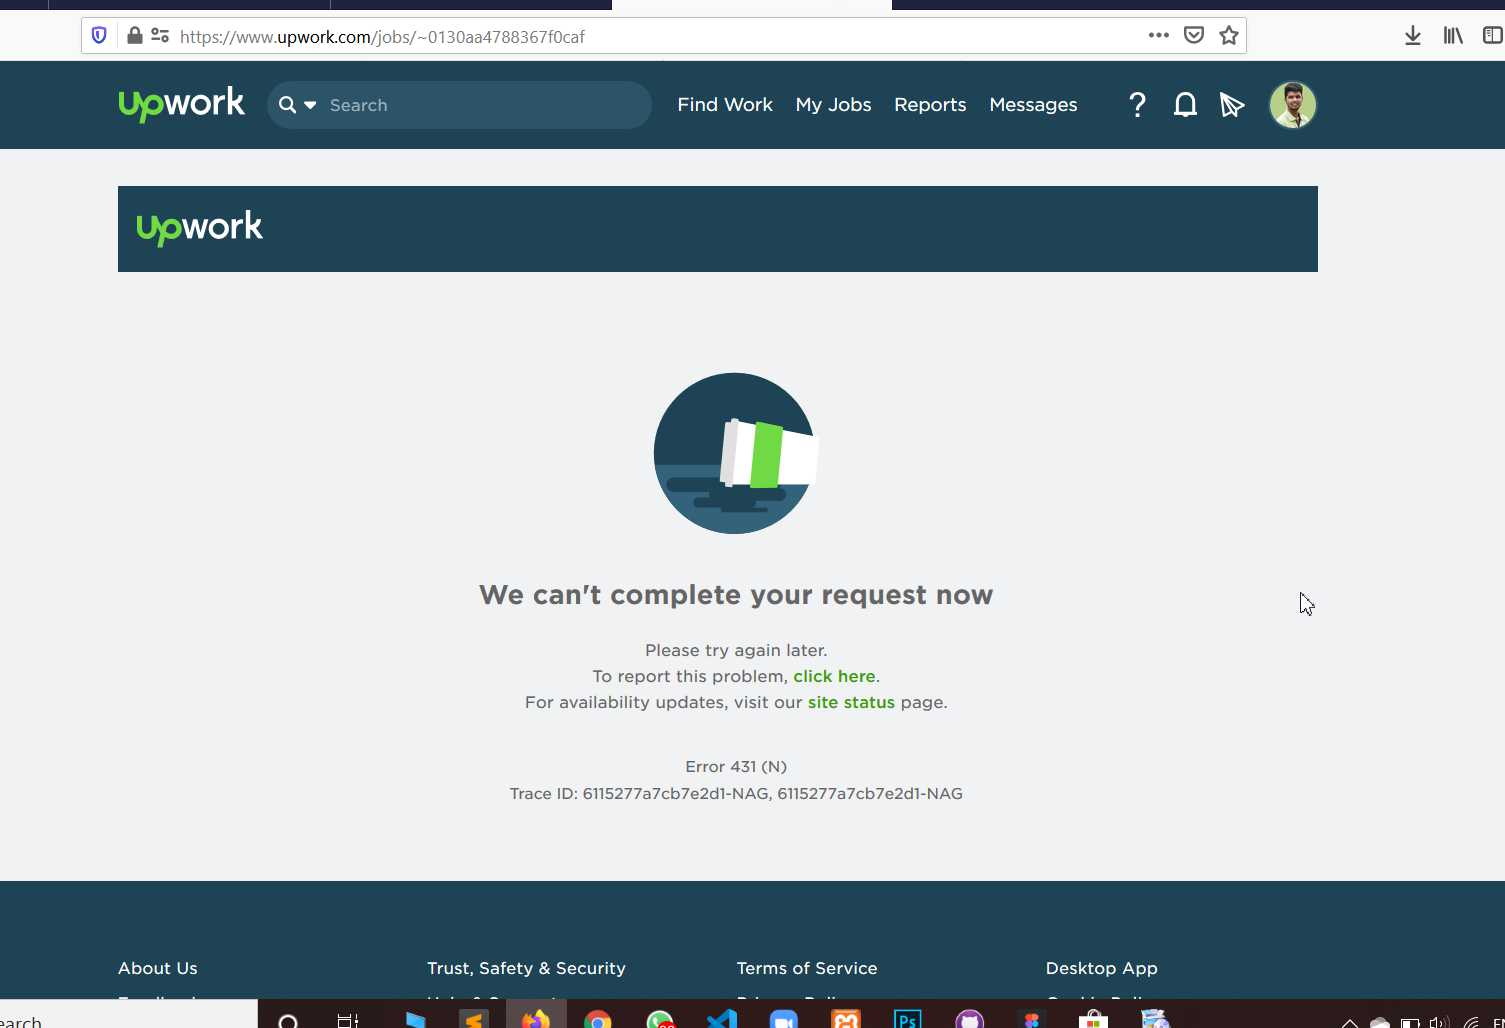 https://www.upwork.com/jobs/~0130aa4788367f0caf
upwork
Search
Find Work
My Jobs
Reports
Messages
upwork
We can't complete your request now
Please try again later.
To report this problem, click here.
For availability updates, visit our site status page.
Error 431 (N)
Trace ID: 6115277a7cb7e2d1-NAG, 6115277a7cb7e2d1-NAG
About Us
Trust, Safety & Security
Terms of Service
Desktop App
earch
Ps